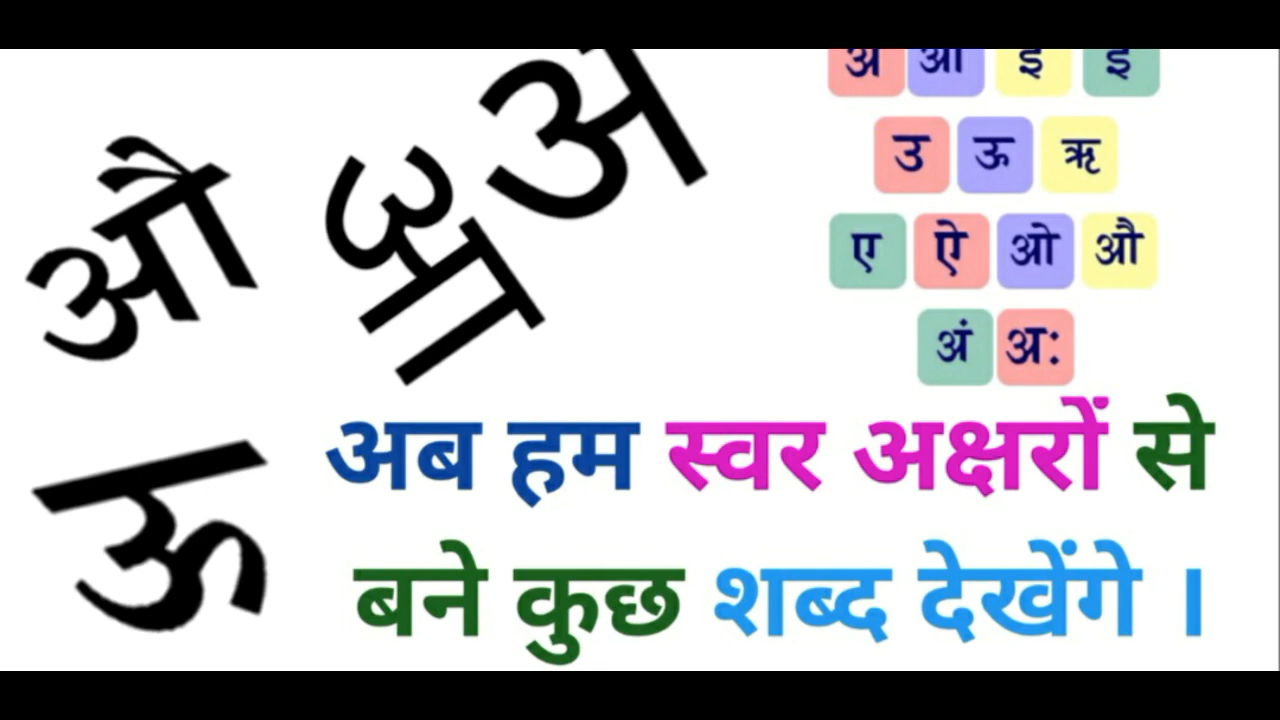 अ
आ
औ
ऊ
अ आ इ ई
उ ऊ ऋ
ए ऐ ओ औ
अं अः
अब हम स्वर अक्षरों से
बने कुछ शब्द देखेंगे ।